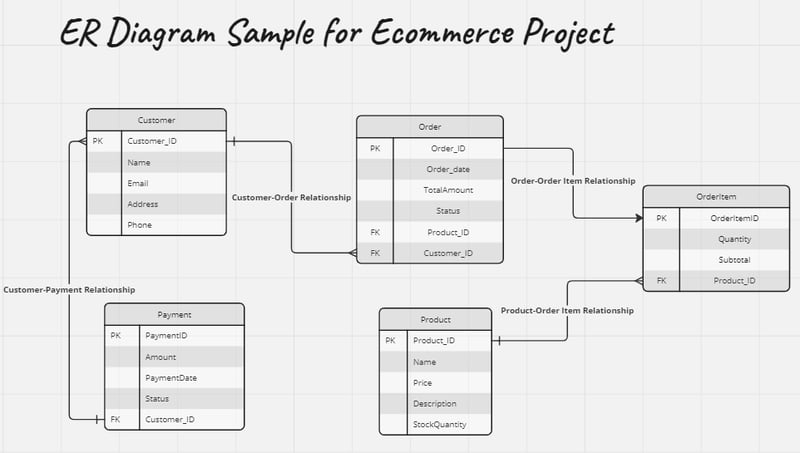 ER Diagram Sample for Ecommerce Project
Customer
PK Customer_ID
Name
Email
Address
Phone
Customer-Order Relationship
Order
PK Order_ID
Order_date
TotalAmount
Status
FK Product_ID
FK Customer_ID
Order-Order Item Relationship
OrderItem
PK OrderItemID
Quantity
Subtotal
FK Product_ID
Customer-Payment Relationship
Payment
PK PaymentID
Amount
PaymentDate
Status
FK Customer_ID
Product
PK Product_ID
Name
Price
Description
StockQuantity
Product-Order Item Relationship